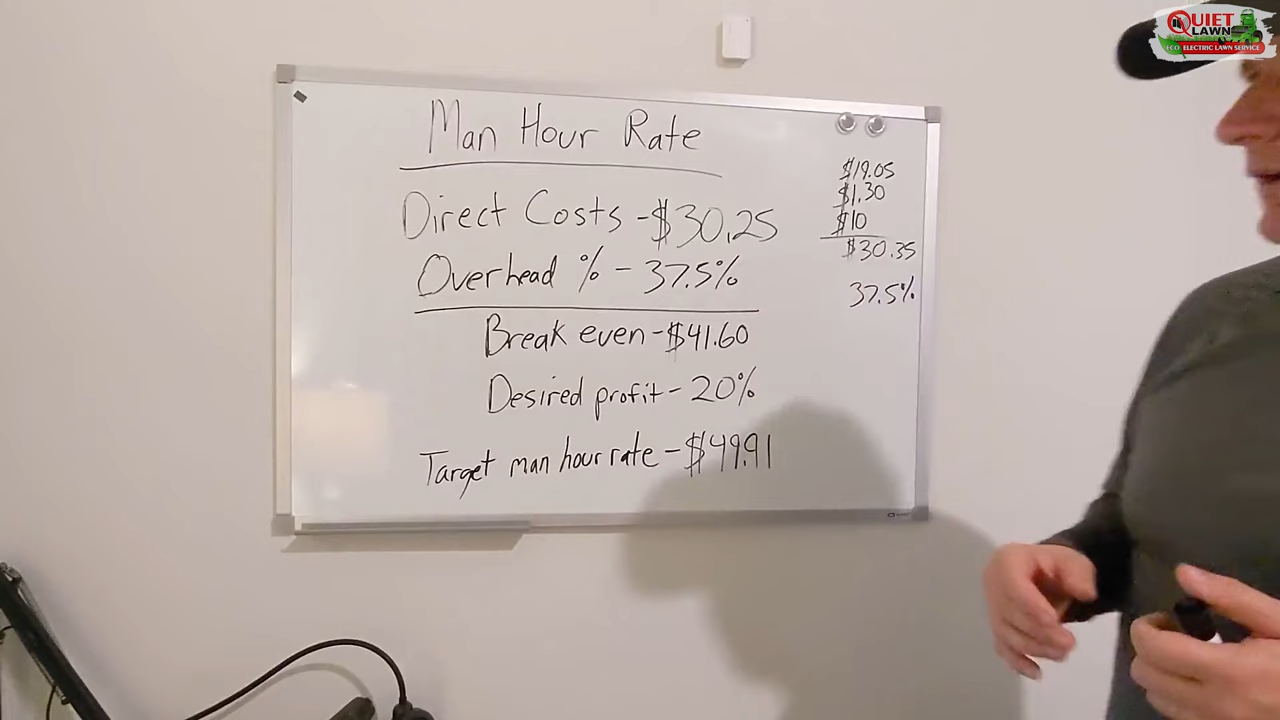 Man Hour Rate
Direct Costs - $30.25
Overhead % - 37.5%
Break even - $41.60
Desired profit - 20%
Target man hour rate - $49.91
$19.05
$1.30
$10
$30.35
37.5%
QUIET
LAWN
ECO ELECTRIC LAWN SERVICE